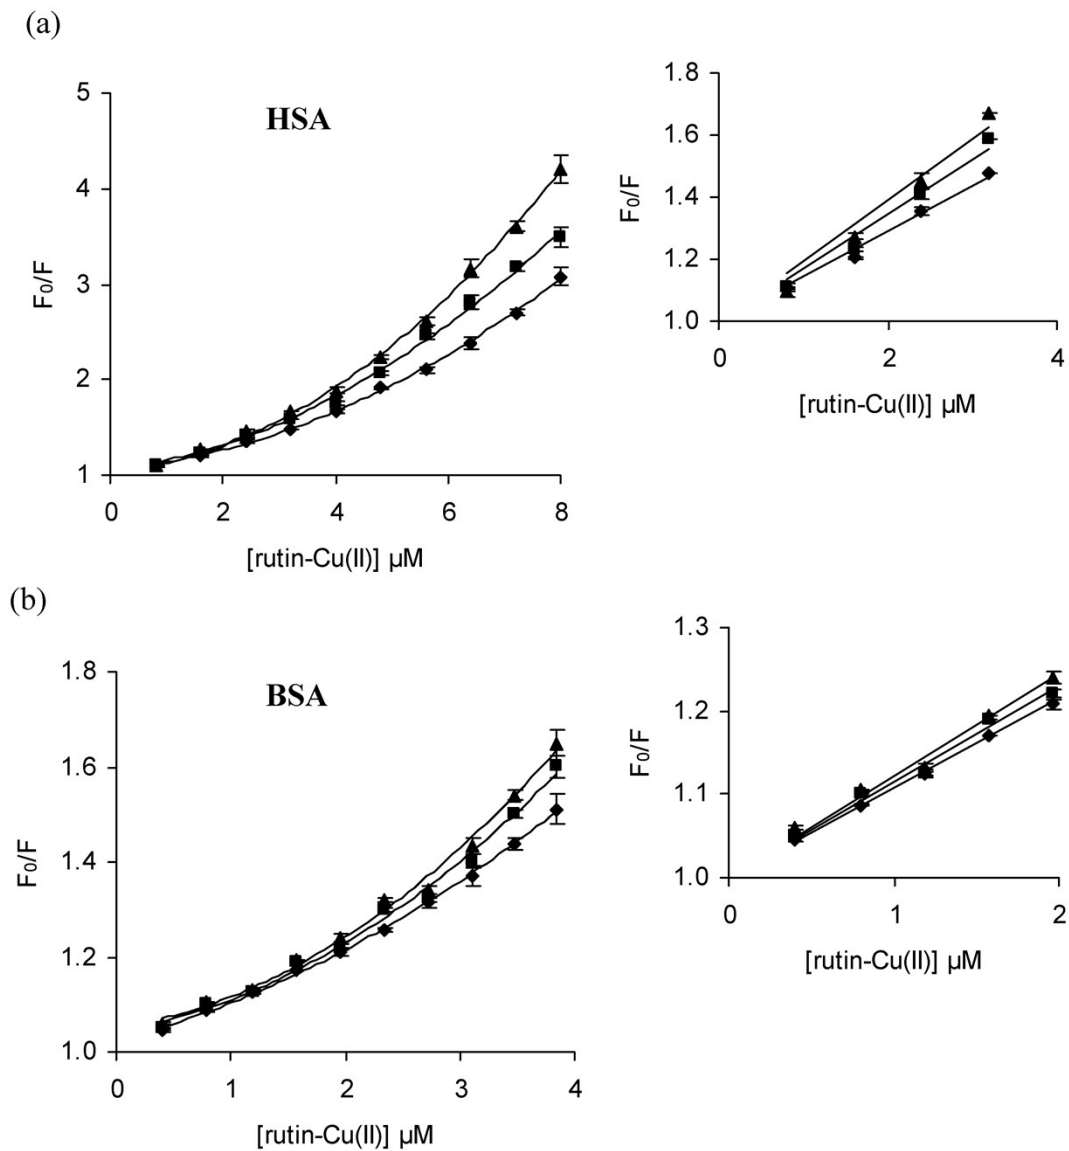 (a)
HSA
F₀/F
5
4
3
2
1
0 2 4 6 8
[rutin-Cu(II)] µM
F₀/F
1.8
1.6
1.4
1.2
1.0
0 2 4
[rutin-Cu(II)] µM
(b)
BSA
F₀/F
1.8
1.6
1.4
1.2
1.0
0 1 2 3 4
[rutin-Cu(II)] µM
F₀/F
1.3
1.2
1.1
1.0
0 1 2
[rutin-Cu(II)] µM